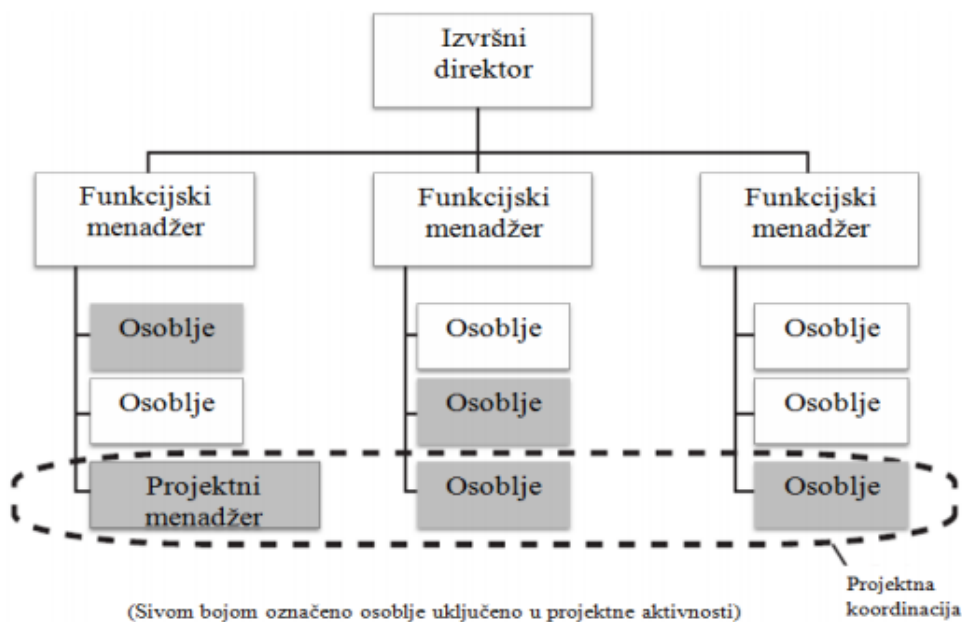 Izvršni
direktor
Funkcijski
menadžer
Funkcijski
menadžer
Funkcijski
menadžer
Osoblje
Osoblje
Osoblje
Osoblje
Osoblje
Osoblje
Projektni
menadžer
Osoblje
Osoblje
Projektna
koordinacija
(Sivom bojom označeno osoblje uključeno u projektne aktivnosti)